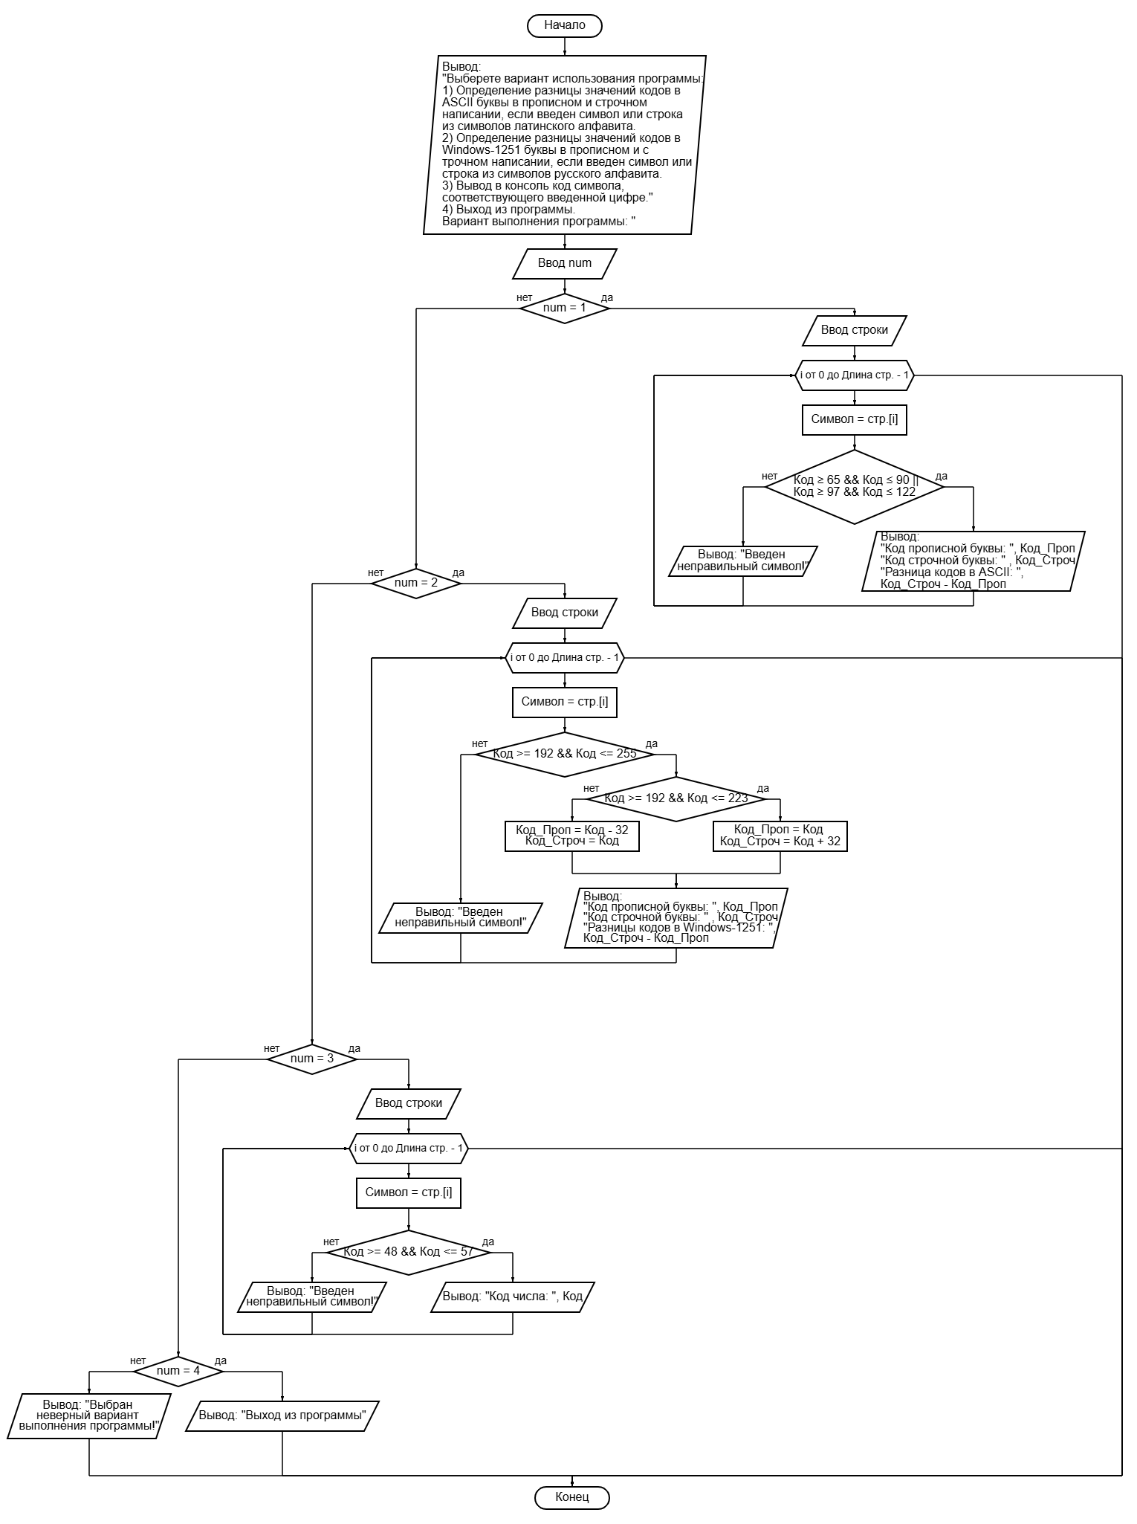 Начало
Вывод:
"Выберете вариант использования программы:
1) Определение разницы значений кодов в
ASCII буквы в прописном и строчном
написании, если введен символ или строка
из символов латинского алфавита.
2) Определение разницы значений кодов в
Windows-1251 буквы в прописном и с
трочном написании, если введен символ или
строка из символов русского алфавита.
3) Вывод в консоль код символа,
соответствующего введенной цифре."
4) Выход из программы.
Вариант выполнения программы: "
Ввод num
нет
да
num = 1
Ввод строки
i от 0 до Длина стр. - 1
Символ = стр.[i]
нет
да
Код ≥ 65 && Код ≤ 90 ||
Код ≥ 97 && Код ≤ 122
Вывод: "Введен
неправильный символ!"
Вывод:
"Код прописной буквы: ", Код_Проп
"Код строчной буквы: " , Код_Строч
"Разница кодов в ASCII: ",
Код_Строч - Код_Проп
нет
да
num = 2
Ввод строки
i от 0 до Длина стр. - 1
Символ = стр.[i]
нет
да
Код >= 192 && Код <= 255
нет
да
Код >= 192 && Код <= 223
Код_Проп = Код - 32
Код_Строч = Код
Код_Проп = Код
Код_Строч = Код + 32
Вывод: "Введен
неправильный символ!"
Вывод:
"Код прописной буквы: ", Код_Проп
"Код строчной буквы: " , Код_Строч
"Разницы кодов в Windows-1251: ",
Код_Строч - Код_Проп
нет
да
num = 3
Ввод строки
i от 0 до Длина стр. - 1
Символ = стр.[i]
нет
да
Код >= 48 && Код <= 57
Вывод: "Введен
неправильный символ!"
Вывод: "Код числа: ", Код
нет
да
num = 4
Вывод: "Выбран
неверный вариант
выполнения программы!"
Вывод: "Выход из программы"
Конец